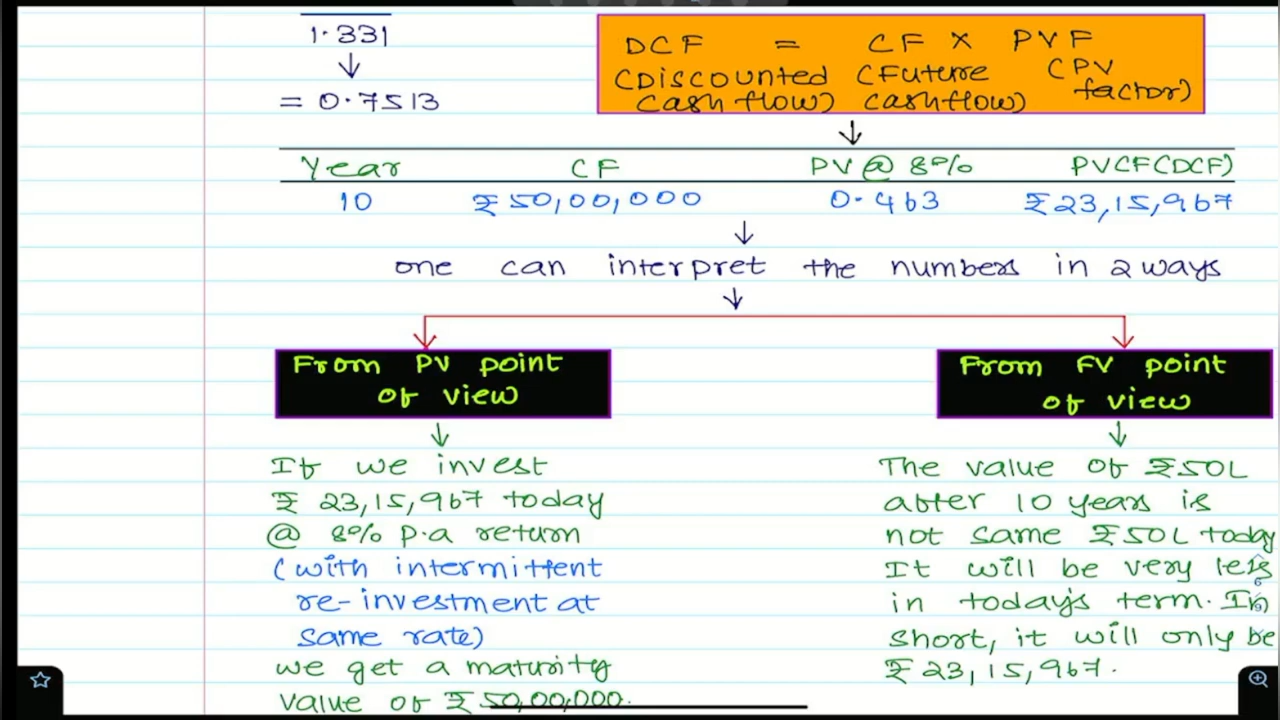 1.331
↓
= 0.7513
DCF = CF × PVF
(Discounted (Future (PV
cash flow) cashflow) factor)
↓
Year CF PV @ 8% PVCF(DCF)
10 ₹50,00,000 0.463 ₹23,15,967
↓
one can interpret the numbers in 2 ways
↓
From PV point
of view
↓
If we invest
₹ 23,15,967 today
@ 8% p.a return
(with intermittent
re-investment at
same rate)
we get a maturity
value of ₹50,00,000.
From FV point
of view
↓
The value of ₹50L
after 10 years is
not same ₹50L today
It will be very less
in today's term. In
short, it will only be
₹23,15,967.